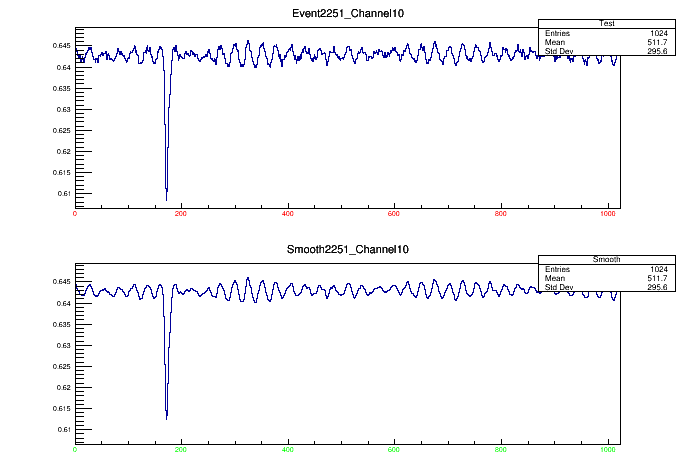 Event2251_Channel10
Test
Entries 1024
Mean 511.7
Std Dev 295.6
0.645
0.64
0.635
0.63
0.625
0.62
0.615
0.61
0 200 400 600 800 1000
Smooth2251_Channel10
Smooth
Entries 1024
Mean 511.7
Std Dev 295.6
0.645
0.64
0.635
0.63
0.625
0.62
0.615
0.61
0 200 400 600 800 1000